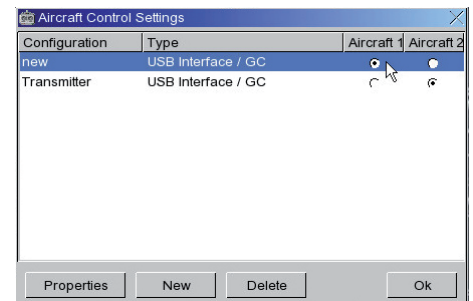 Aircraft Control Settings
Configuration Type Aircraft 1 Aircraft 2
new USB Interface / GC
Transmitter USB Interface / GC
Properties New Delete Ok